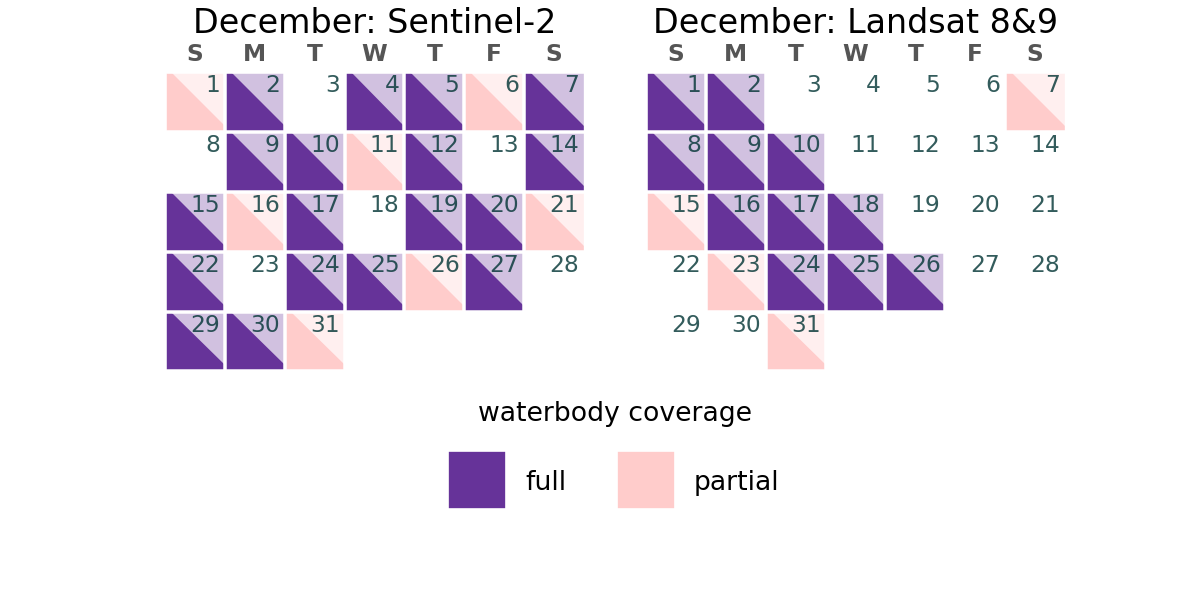 December: Sentinel-2
S M T W T F S
1 2 3 4 5 6 7
8 9 10 11 12 13 14
15 16 17 18 19 20 21
22 23 24 25 26 27 28
29 30 31
December: Landsat 8&9
S M T W T F S
1 2 3 4 5 6 7
8 9 10 11 12 13 14
15 16 17 18 19 20 21
22 23 24 25 26 27 28
29 30 31
waterbody coverage
full
partial